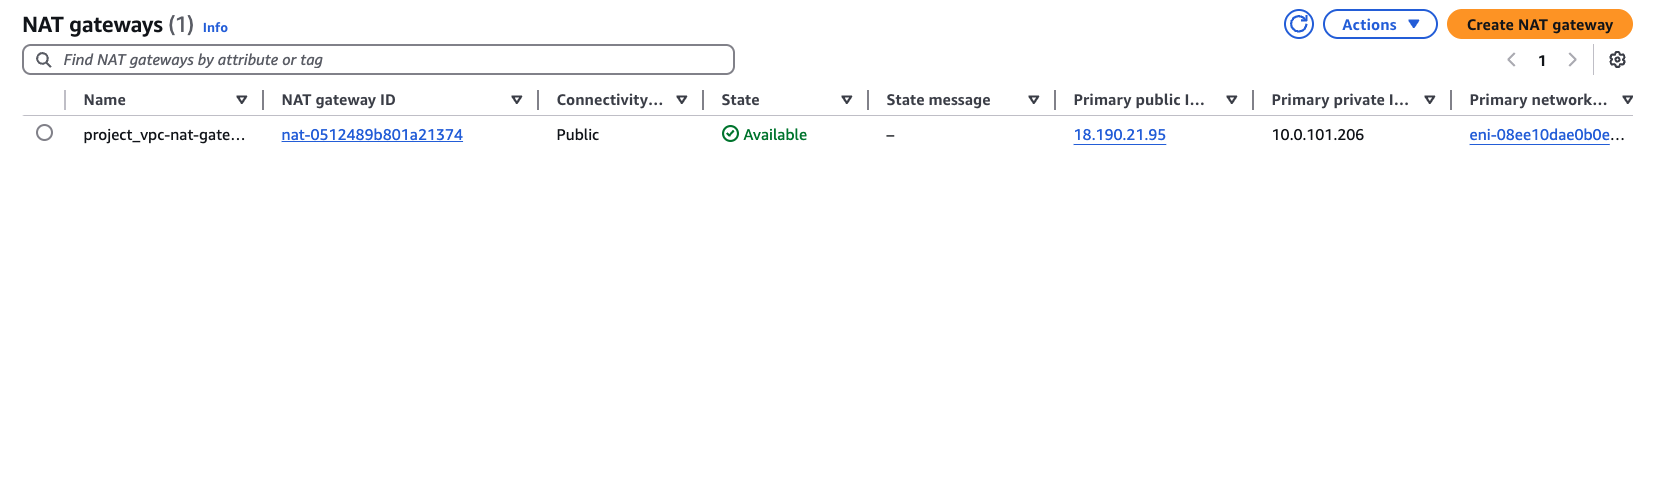 NAT gateways (1) Info
Actions
Create NAT gateway
Find NAT gateways by attribute or tag
1
Name NAT gateway ID Connectivity... State State message Primary public I... Primary private I... Primary network...
project_vpc-nat-gate... nat-0512489b801a21374 Public Available – 18.190.21.95 10.0.101.206 eni-08ee10dae0b0e...